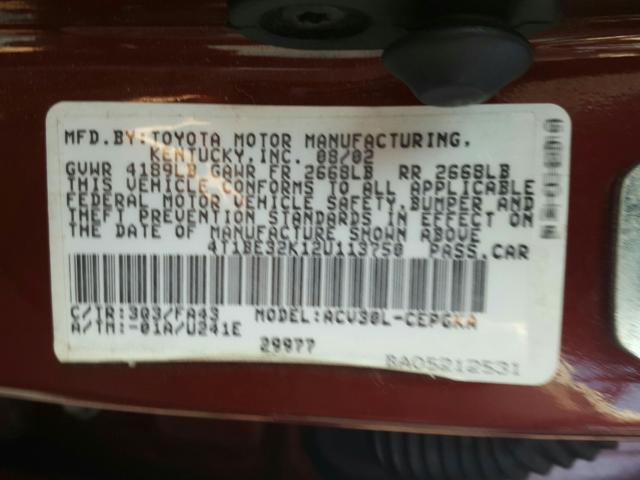 MFD.BY:TOYOTA MOTOR MANUFACTURING,
KENTUCKY,INC. 08/02
GVWR 4189LB GAWR FR 2668LB RR 2668LB
THIS VEHICLE CONFORMS TO ALL APPLICABLE
FEDERAL MOTOR VEHICLE SAFETY,BUMPER AND
THEFT PREVENTION STANDARDS IN EFFECT ON
THE DATE OF MANUFACTURE SHOWN ABOVE.
4T1BE32K12U113750 PASS.CAR
C/TR:3Q3/FA43 MODEL:ACV30L-CEPGKA
A/TM:-01A/U241E
29977
BA05212531